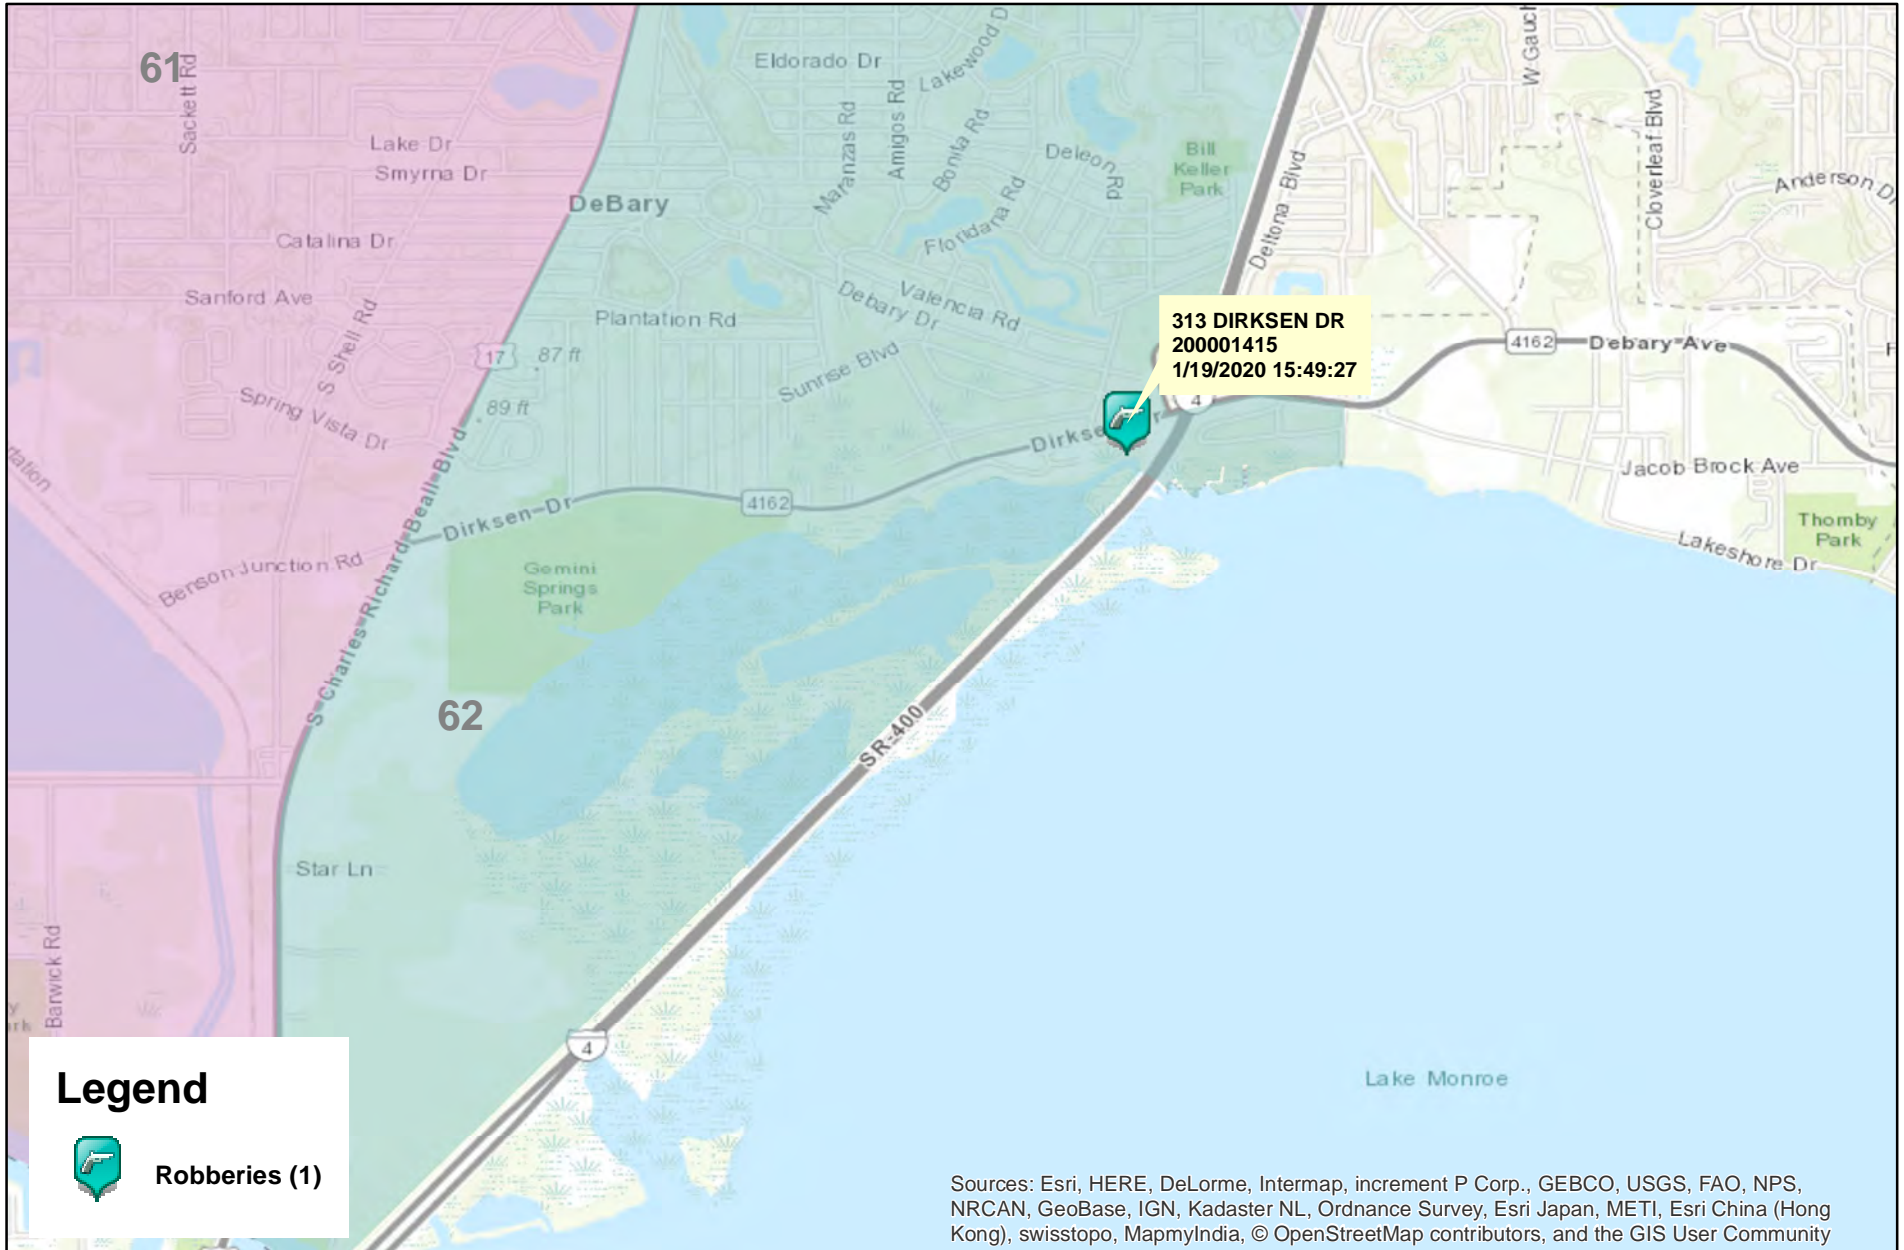 61
Sackett Rd
Eldorado Dr
Lakewood D
W Gauch
Cloverleaf Blvd
Lake Dr
Smyrna Dr
Maranzas Rd
Amigos Rd
Bonita Rd
Deleon Rd
Bill
Keller
Park
Anderson Dr
DeBary
Catalina Dr
Floridana Rd
Deltona Blvd
Sanford Ave
S Shell Rd
Plantation Rd
Debary Dr
Valencia Rd
313 DIRKSEN DR
200001415
1/19/2020 15:49:27
17
87 ft
Sunrise Blvd
4162
Debary Ave
Spring Vista Dr
89 ft
4
Dirkse
r
Jacob Brock Ave
S Charles Richard Beall Blvd
Dirksen Dr
4162
Thornby
Park
Lakeshore Dr
Benson Junction Rd
Gemini
Springs
Park
62
SR-400
Star Ln
Barwick Rd
4
Lake Monroe
Legend
Robberies (1)
Sources: Esri, HERE, DeLorme, Intermap, increment P Corp., GEBCO, USGS, FAO, NPS,
NRCAN, GeoBase, IGN, Kadaster NL, Ordnance Survey, Esri Japan, METI, Esri China (Hong
Kong), swisstopo, MapmyIndia, © OpenStreetMap contributors, and the GIS User Community